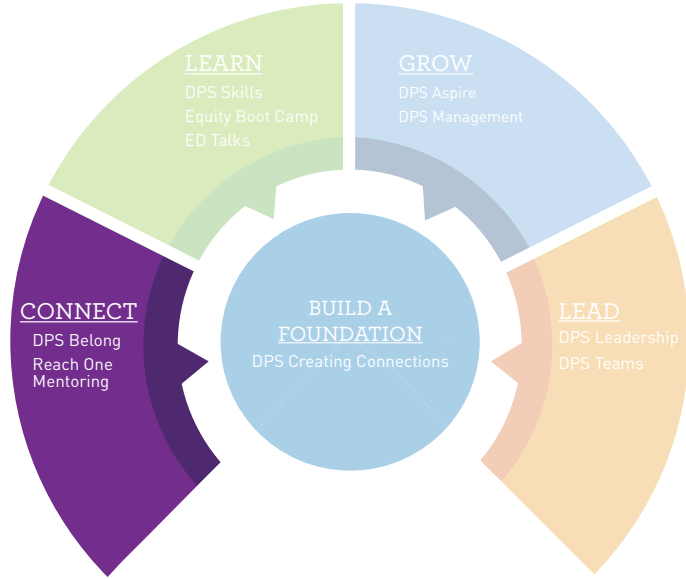 LEARN
DPS Skills
Equity Boot Camp
ED Talks
GROW
DPS Aspire
DPS Management
CONNECT
DPS Belong
Reach One
Mentoring
BUILD A
FOUNDATION
DPS Creating Connections
LEAD
DPS Leadership
DPS Teams